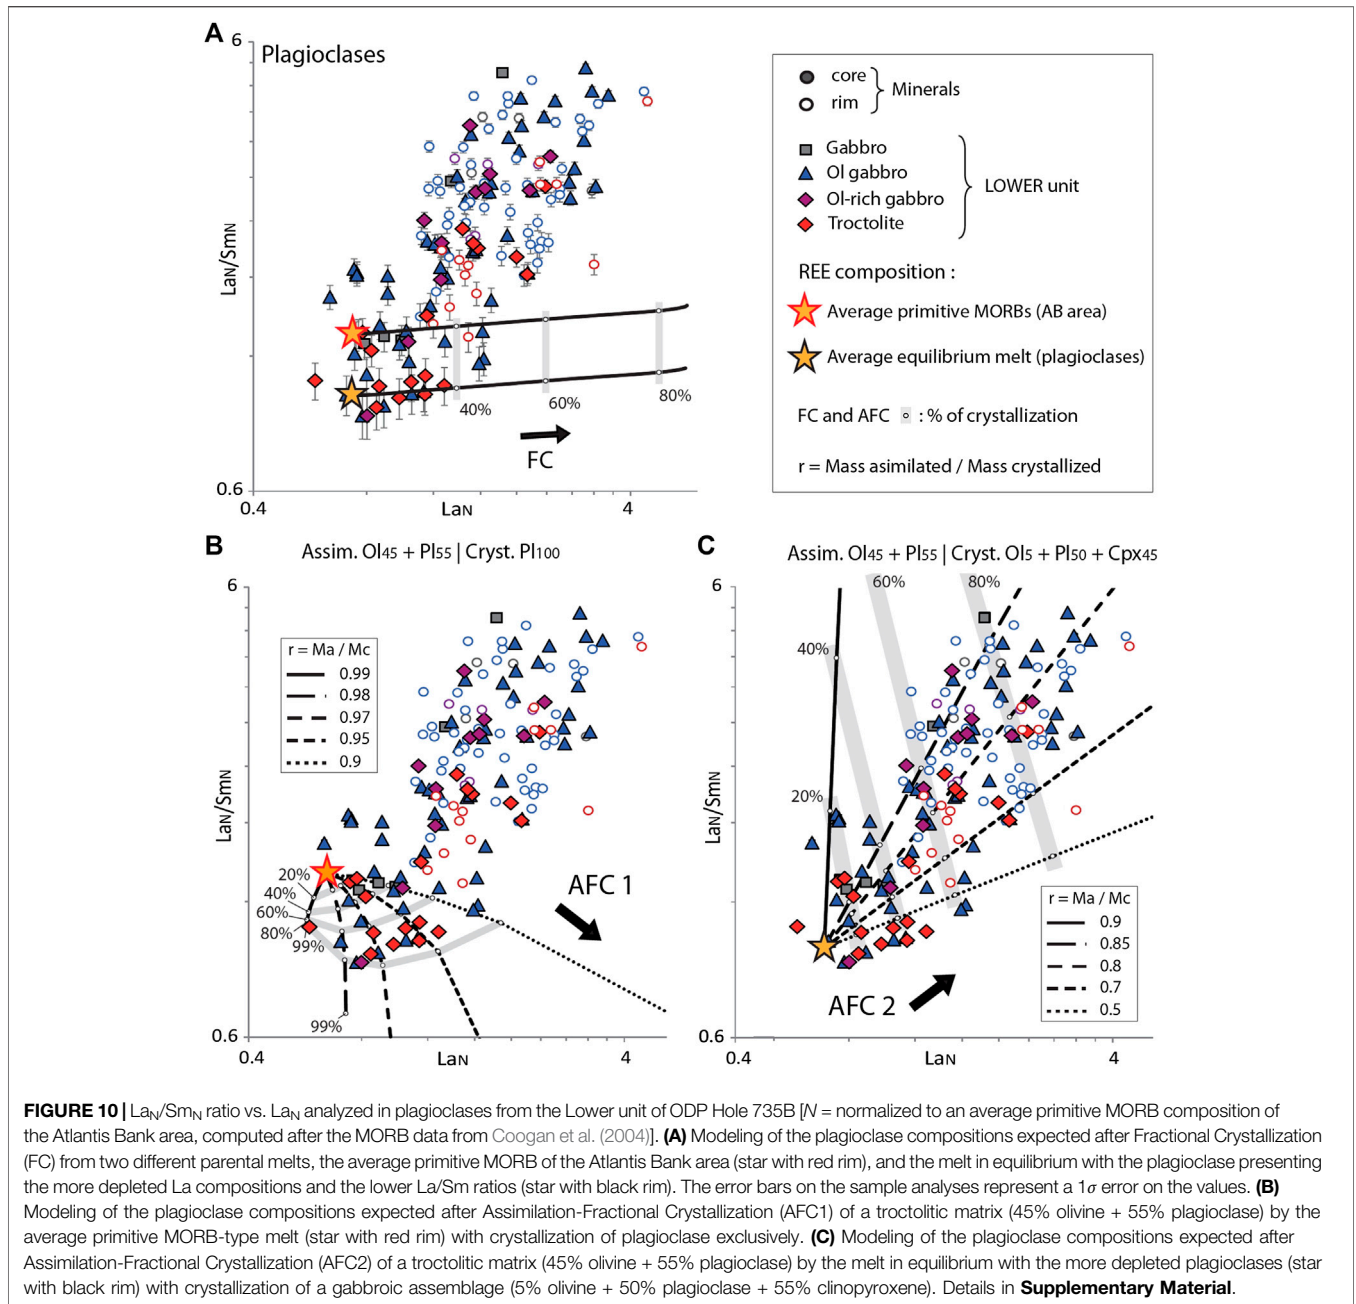 A
Plagioclases
6
LaN/SmN
0.6
0.4
LaN
4
40%
60%
80%
FC
core
rim
Minerals
Gabbro
Ol gabbro
Ol-rich gabbro
Troctolite
LOWER unit
REE composition :
Average primitive MORBs (AB area)
Average equilibrium melt (plagioclases)
FC and AFC : % of crystallization
r = Mass asimilated / Mass crystallized
B
Assim. Ol45 + Pl55 | Cryst. Pl100
6
r = Ma / Mc
0.99
0.98
0.97
0.95
0.9
LaN/SmN
20%
40%
60%
80%
99%
99%
AFC 1
0.6
0.4
LaN
4
C
Assim. Ol45 + Pl55 | Cryst. Ol5 + Pl50 + Cpx45
6
60%
80%
40%
20%
LaN/SmN
AFC 2
r = Ma / Mc
0.9
0.85
0.8
0.7
0.5
0.6
0.4
LaN
4
FIGURE 10 | LaN/SmN ratio vs. LaN analyzed in plagioclases from the Lower unit of ODP Hole 735B [N = normalized to an average primitive MORB composition of
the Atlantis Bank area, computed after the MORB data from Coogan et al. (2004)]. (A) Modeling of the plagioclase compositions expected after Fractional Crystallization
(FC) from two different parental melts, the average primitive MORB of the Atlantis Bank area (star with red rim), and the melt in equilibrium with the plagioclase presenting
the more depleted La compositions and the lower La/Sm ratios (star with black rim). The error bars on the sample analyses represent a 1σ error on the values. (B)
Modeling of the plagioclase compositions expected after Assimilation-Fractional Crystallization (AFC1) of a troctolitic matrix (45% olivine + 55% plagioclase) by the
average primitive MORB-type melt (star with red rim) with crystallization of plagioclase exclusively. (C) Modeling of the plagioclase compositions expected after
Assimilation-Fractional Crystallization (AFC2) of a troctolitic matrix (45% olivine + 55% plagioclase) by the melt in equilibrium with the more depleted plagioclases (star
with black rim) with crystallization of a gabbroic assemblage (5% olivine + 50% plagioclase + 55% clinopyroxene). Details in Supplementary Material.